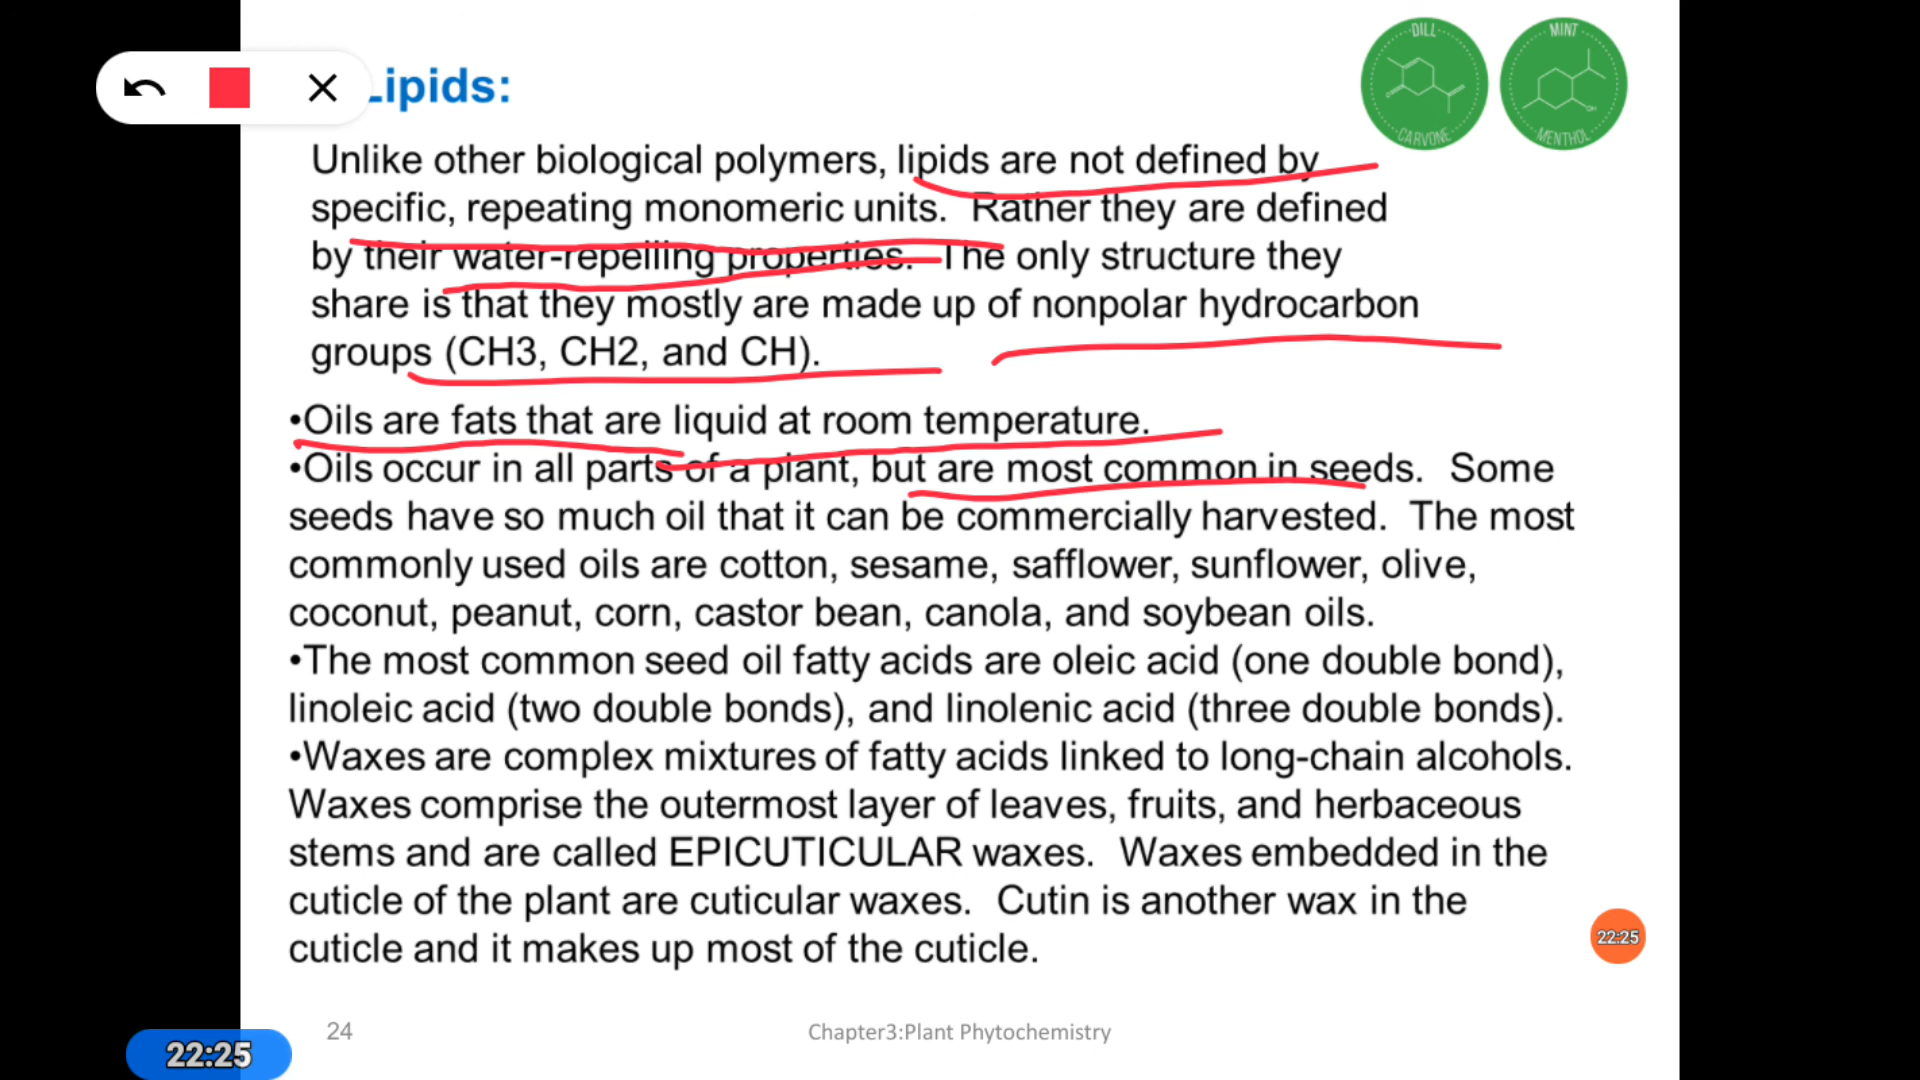 Lipids:
DILL
CARVONE
MINT
OH
MENTHOL
Unlike other biological polymers, lipids are not defined by
specific, repeating monomeric units.  Rather they are defined
by their water-repelling properties.  The only structure they
share is that they mostly are made up of nonpolar hydrocarbon
groups (CH3, CH2, and CH).
•Oils are fats that are liquid at room temperature.
•Oils occur in all parts of a plant, but are most common in seeds.  Some
seeds have so much oil that it can be commercially harvested.  The most
commonly used oils are cotton, sesame, safflower, sunflower, olive,
coconut, peanut, corn, castor bean, canola, and soybean oils.
•The most common seed oil fatty acids are oleic acid (one double bond),
linoleic acid (two double bonds), and linolenic acid (three double bonds).
•Waxes are complex mixtures of fatty acids linked to long-chain alcohols.
Waxes comprise the outermost layer of leaves, fruits, and herbaceous
stems and are called EPICUTICULAR waxes.  Waxes embedded in the
cuticle of the plant are cuticular waxes.  Cutin is another wax in the
cuticle and it makes up most of the cuticle.
22:25
24
Chapter3:Plant Phytochemistry
22:25